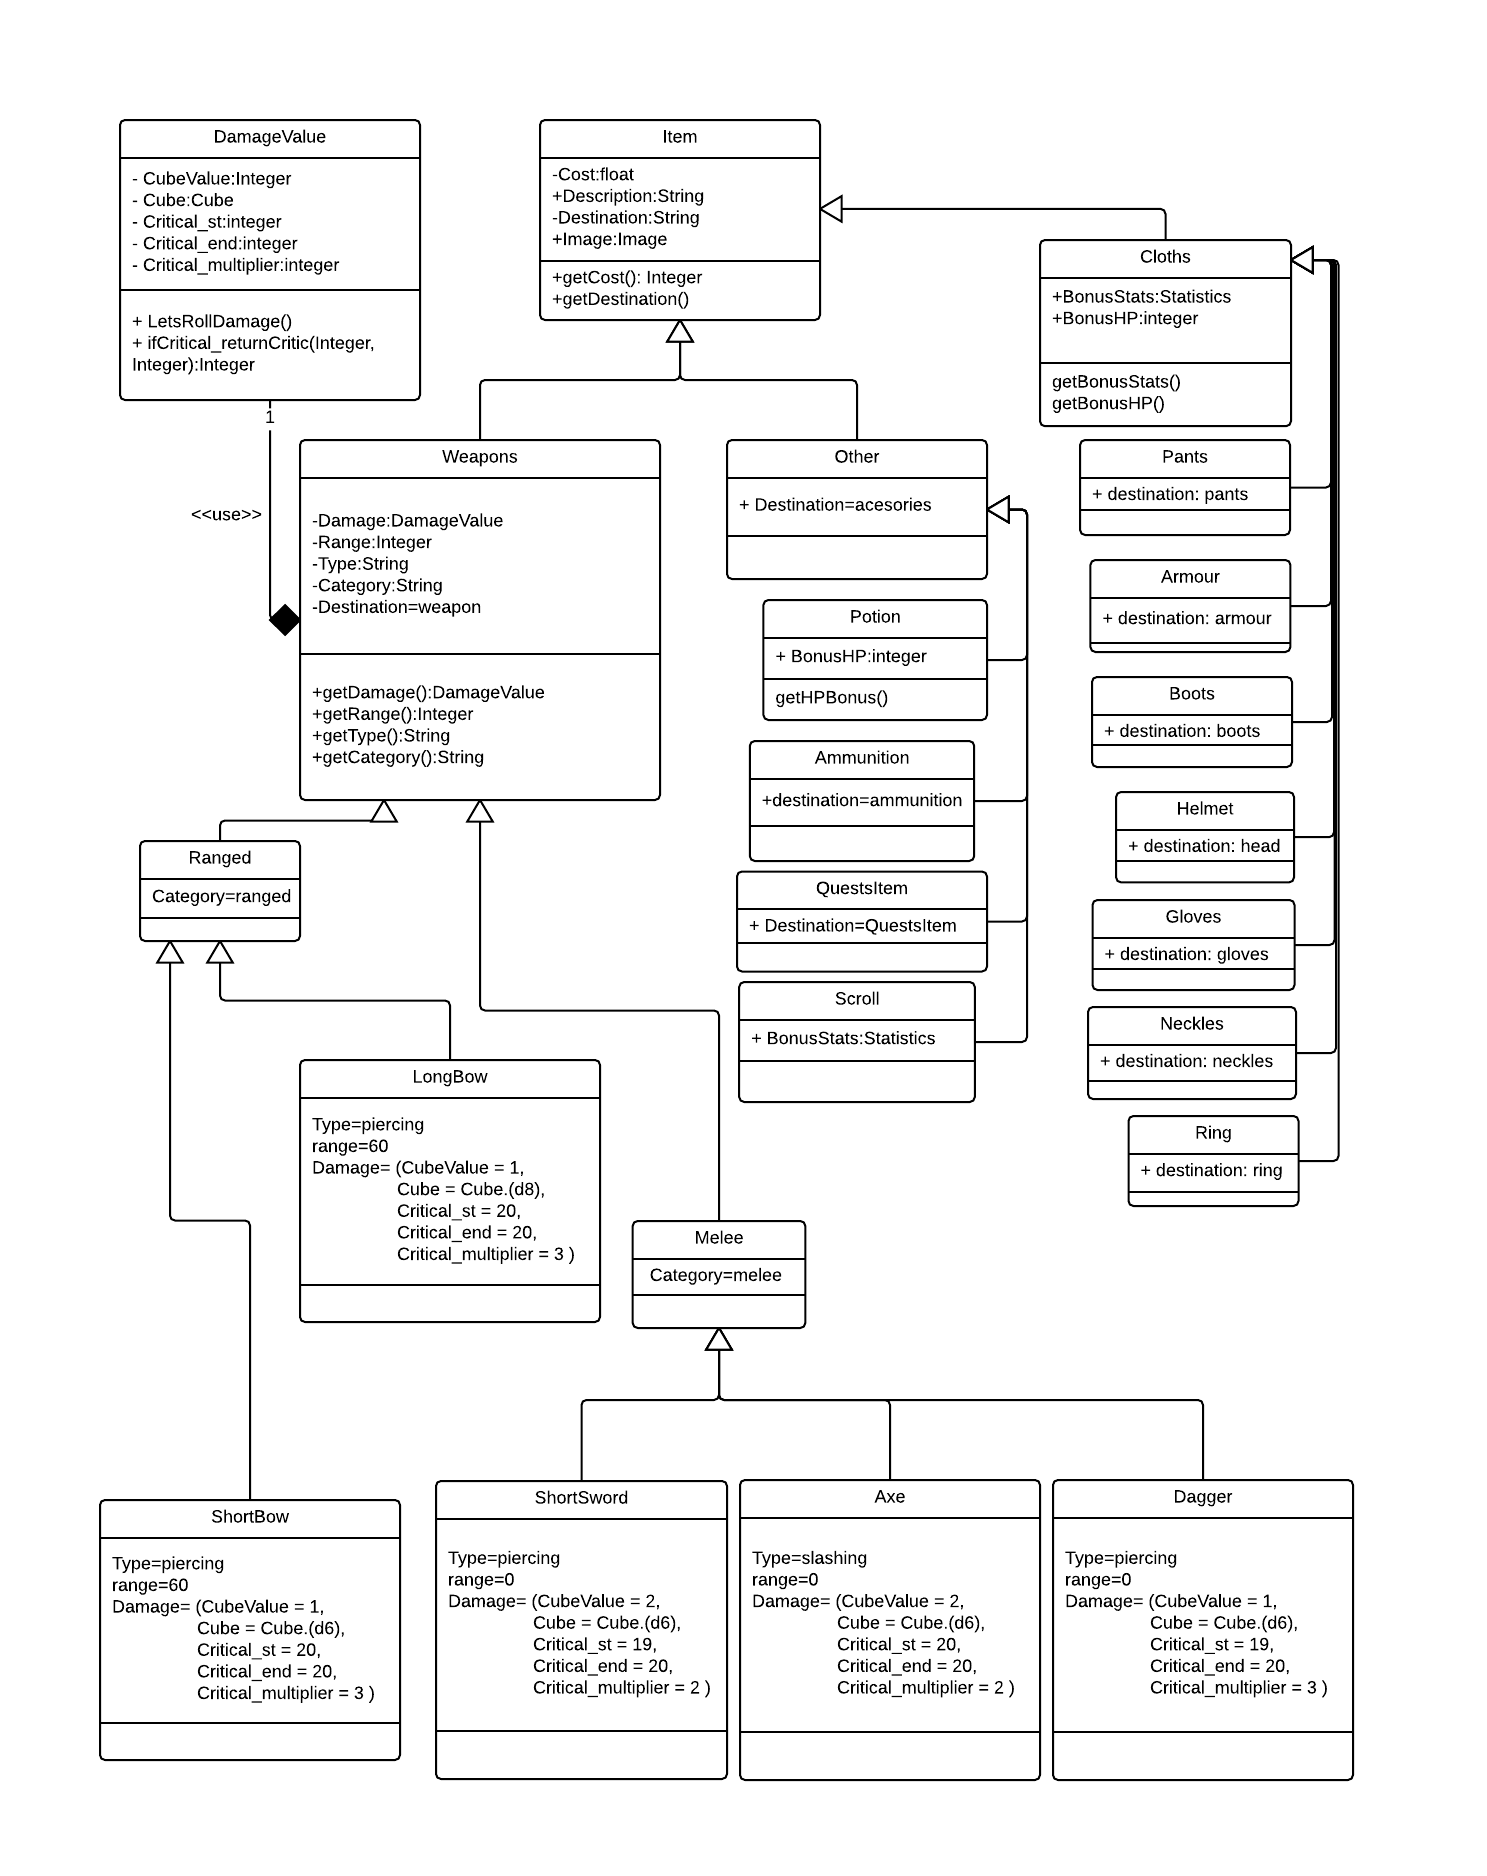 DamageValue
- CubeValue:Integer
- Cube:Cube
- Critical_st:integer
- Critical_end:integer
- Critical_multiplier:integer
+ LetsRollDamage()
+ ifCritical_returnCritic(Integer,
Integer):Integer
1
<<use>>
Item
-Cost:float
+Description:String
-Destination:String
+Image:Image
+getCost(): Integer
+getDestination()
Cloths
+BonusStats:Statistics
+BonusHP:integer
getBonusStats()
getBonusHP()
Weapons
-Damage:DamageValue
-Range:Integer
-Type:String
-Category:String
-Destination=weapon
+getDamage():DamageValue
+getRange():Integer
+getType():String
+getCategory():String
Other
+ Destination=acesories
Potion
+ BonusHP:integer
getHPBonus()
Ammunition
+destination=ammunition
QuestsItem
+ Destination=QuestsItem
Scroll
+ BonusStats:Statistics
Pants
+ destination: pants
Armour
+ destination: armour
Boots
+ destination: boots
Helmet
+ destination: head
Gloves
+ destination: gloves
Neckles
+ destination: neckles
Ring
+ destination: ring
Ranged
Category=ranged
LongBow
Type=piercing
range=60
Damage= (CubeValue = 1,
Cube = Cube.(d8),
Critical_st = 20,
Critical_end = 20,
Critical_multiplier = 3 )
Melee
Category=melee
ShortBow
Type=piercing
range=60
Damage= (CubeValue = 1,
Cube = Cube.(d6),
Critical_st = 20,
Critical_end = 20,
Critical_multiplier = 3 )
ShortSword
Type=piercing
range=0
Damage= (CubeValue = 2,
Cube = Cube.(d6),
Critical_st = 19,
Critical_end = 20,
Critical_multiplier = 2 )
Axe
Type=slashing
range=0
Damage= (CubeValue = 2,
Cube = Cube.(d6),
Critical_st = 20,
Critical_end = 20,
Critical_multiplier = 2 )
Dagger
Type=piercing
range=0
Damage= (CubeValue = 1,
Cube = Cube.(d6),
Critical_st = 19,
Critical_end = 20,
Critical_multiplier = 3 )